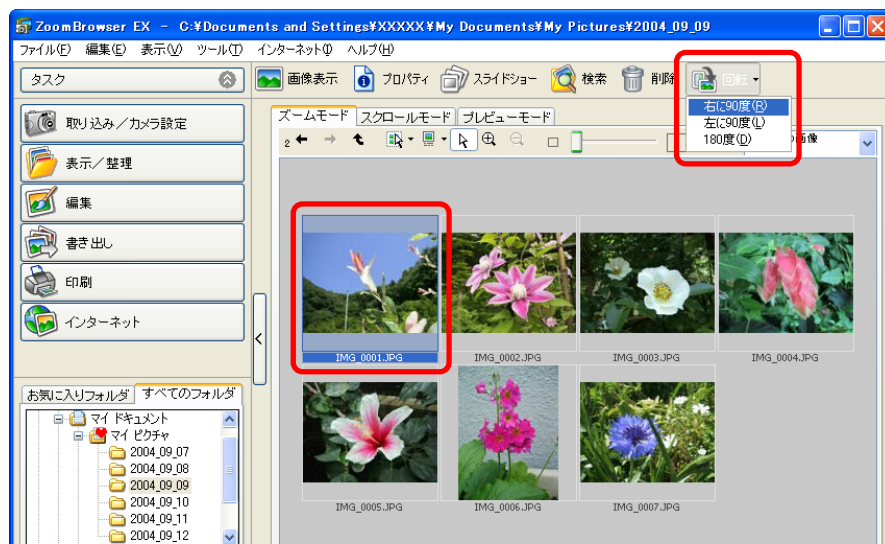 ZoomBrowser EX - C:¥Documents and Settings¥XXXXX¥My Documents¥My Pictures¥2004_09_09
ファイル(F) 編集(E) 表示(V) ツール(T) インターネット(I) ヘルプ(H)
タスク
画像表示 プロパティ スライドショー 検索 削除 回転
右に90度(R)
左に90度(L)
180度(D)
画像
取り込み／カメラ設定
表示／整理
編集
書き出し
印刷
インターネット
ズームモード スクロールモード プレビューモード
2
IMG_0001.JPG IMG_0002.JPG IMG_0003.JPG IMG_0004.JPG
IMG_0005.JPG IMG_0006.JPG IMG_0007.JPG
お気に入りフォルダ すべてのフォルダ
マイ ドキュメント
マイ ピクチャ
2004_09_07
2004_09_08
2004_09_09
2004_09_10
2004_09_11
2004_09_12